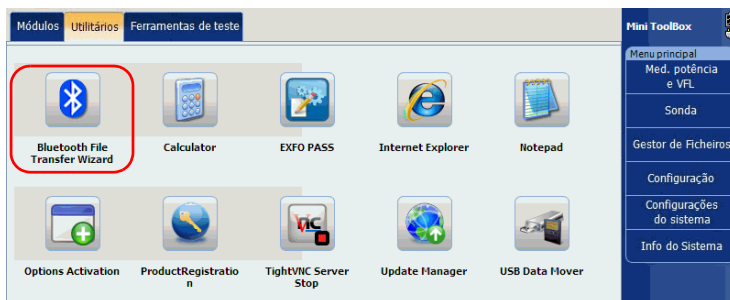 Módulos Utilitários Ferramentas de teste
Bluetooth File
Transfer Wizard
Calculator
EXFO PASS
Internet Explorer
Notepad
Options Activation
ProductRegistratio
n
VNC
TightVNC Server
Stop
Update Manager
USB Data Mover
Mini ToolBox
Menu principal
Med. potência
e VFL
Sonda
Gestor de Ficheiros
Configuração
Configurações
do sistema
Info do Sistema